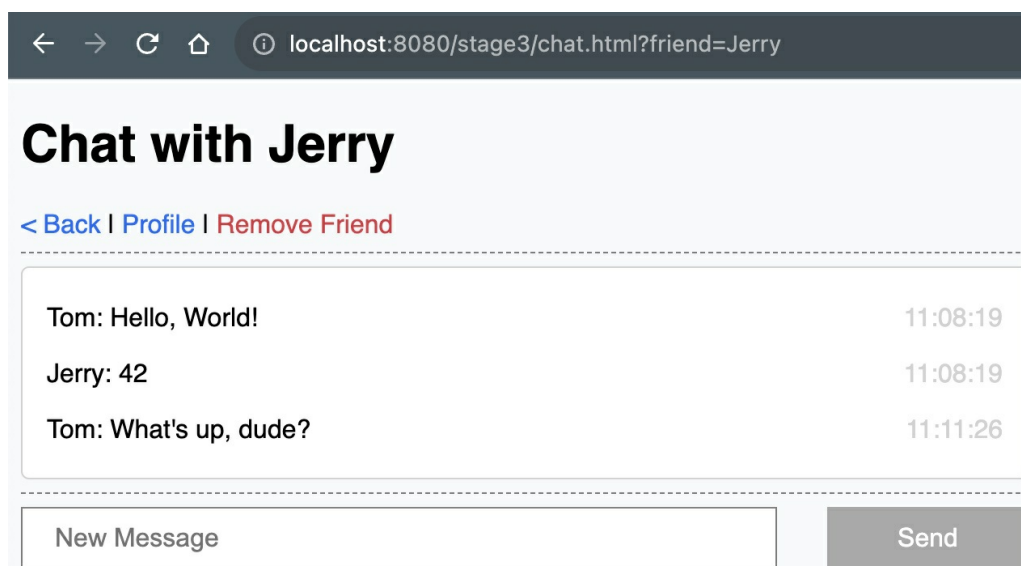 localhost:8080/stage3/chat.html?friend=Jerry
Chat with Jerry
< Back | Profile | Remove Friend
Tom: Hello, World! 11:08:19
Jerry: 42 11:08:19
Tom: What's up, dude? 11:11:26
New Message Send